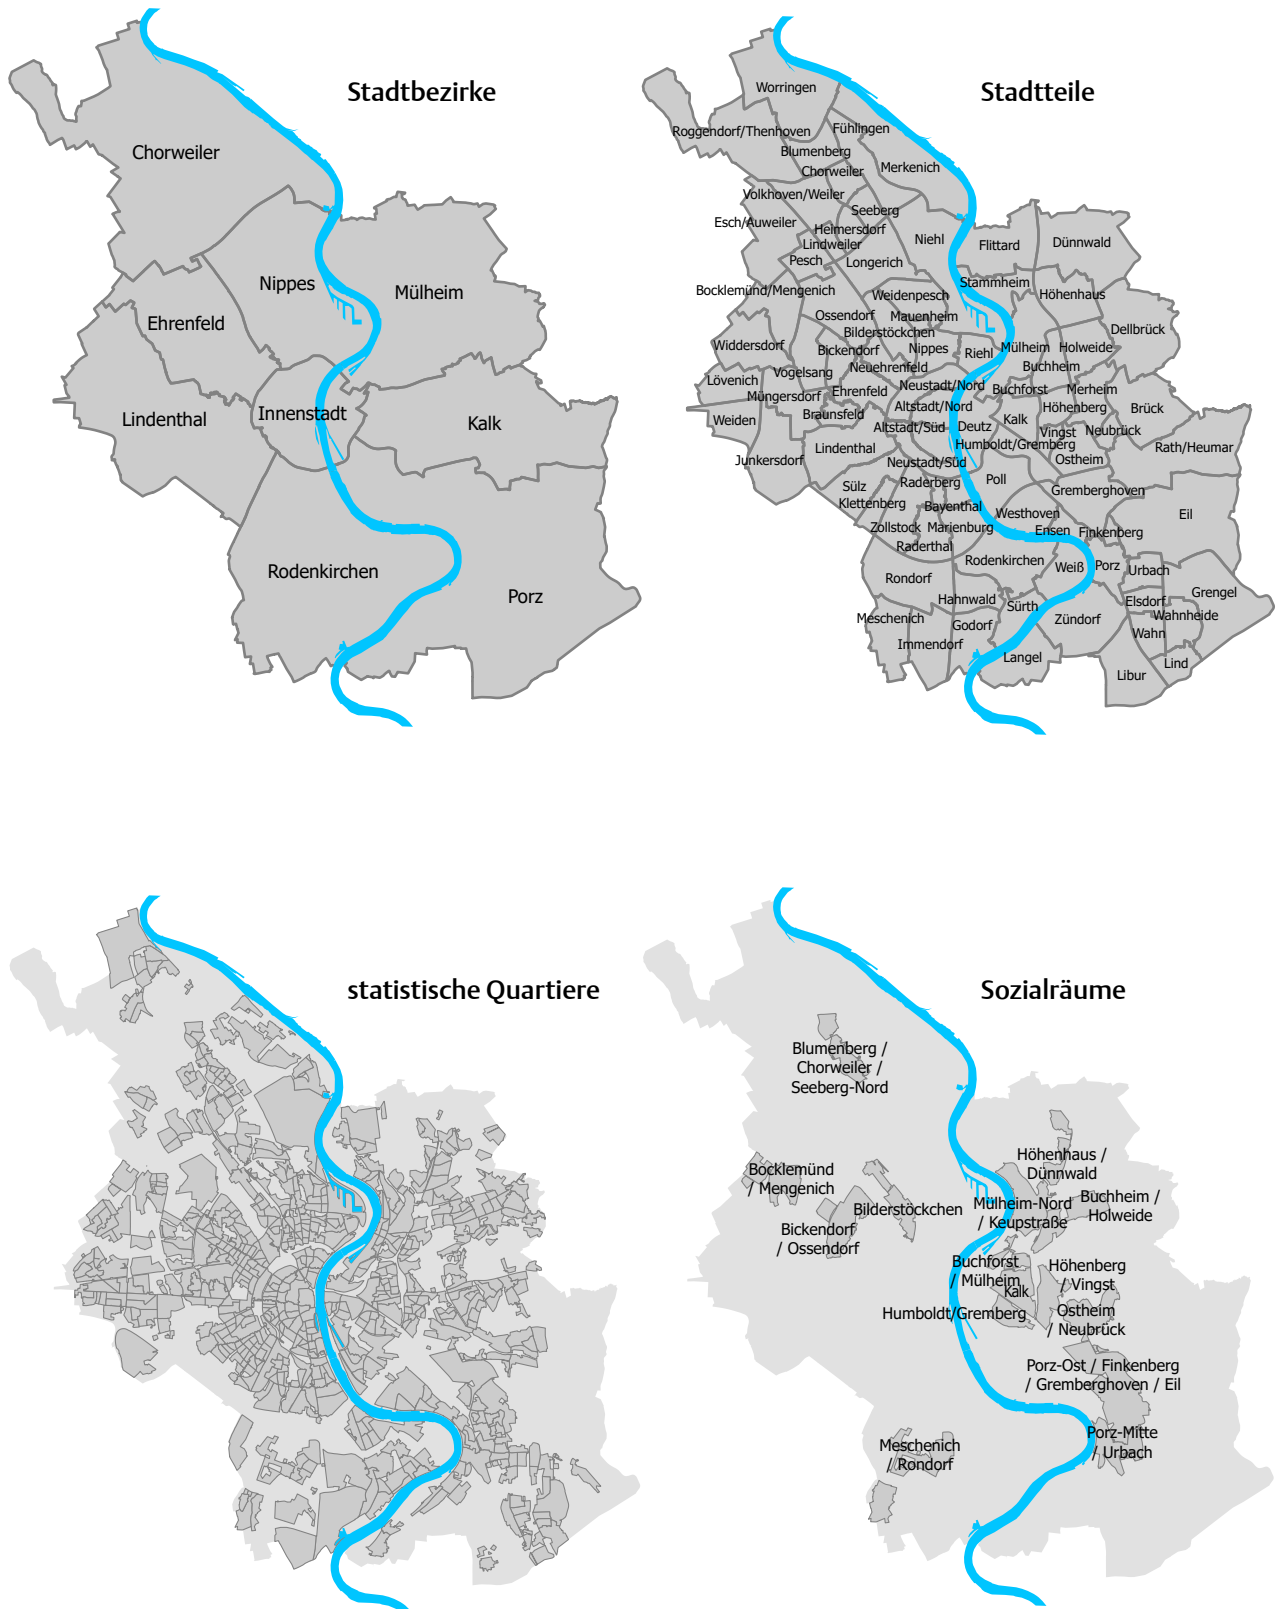 Stadtbezirke
Chorweiler
Nippes
Mülheim
Ehrenfeld
Lindenthal
Innenstadt
Kalk
Rodenkirchen
Porz
Stadtteile
Worringen
Roggendorf/Thenhoven
Fühlingen
Blumenberg
Chorweiler
Merkenich
Volkhoven/Weiler
Seeberg
Esch/Auweiler
Heimersdorf
Lindweiler
Niehl
Flittard
Dünnwald
Pesch
Longerich
Stammheim
Bocklemünd/Mengenich
Weidenpesch
Höhenhaus
Ossendorf
Mauenheim
Bilderstöckchen
Dellbrück
Widdersdorf
Bickendorf
Nippes
Riehl
Mülheim
Holweide
Neuehrenfeld
Buchheim
Vogelsang
Lövenich
Müngersdorf
Ehrenfeld
Neustadt/Nord
Buchforst
Merheim
Altstadt/Nord
Höhenberg
Brück
Braunsfeld
Weiden
Altstadt/Süd
Deutz
Kalk
Vingst
Neubrück
Lindenthal
Humboldt/Gremberg
Rath/Heumar
Junkersdorf
Neustadt/Süd
Ostheim
Sülz
Raderberg
Poll
Gremberghoven
Klettenberg
Bayenthal
Westhoven
Eil
Zollstock
Marienburg
Ensen
Finkenberg
Raderthal
Rodenkirchen
Weiß
Porz
Urbach
Rondorf
Grengel
Hahnwald
Sürth
Elsdorf
Meschenich
Godorf
Zündorf
Wahnheide
Wahn
Immendorf
Langel
Lind
Libur
statistische Quartiere
Sozialräume
Blumenberg /
Chorweiler /
Seeberg-Nord
Höhenhaus /
Dünnwald
Bocklemünd
/ Mengenich
Bilderstöckchen
Mülheim-Nord
/ Keupstraße
Buchheim /
Holweide
Bickendorf
/ Ossendorf
Buchforst
/ Mülheim
Kalk
Höhenberg
/ Vingst
Humboldt/Gremberg
Ostheim
/ Neubrück
Porz-Ost / Finkenberg
/ Gremberghoven / Eil
Porz-Mitte
/ Urbach
Meschenich
/ Rondorf